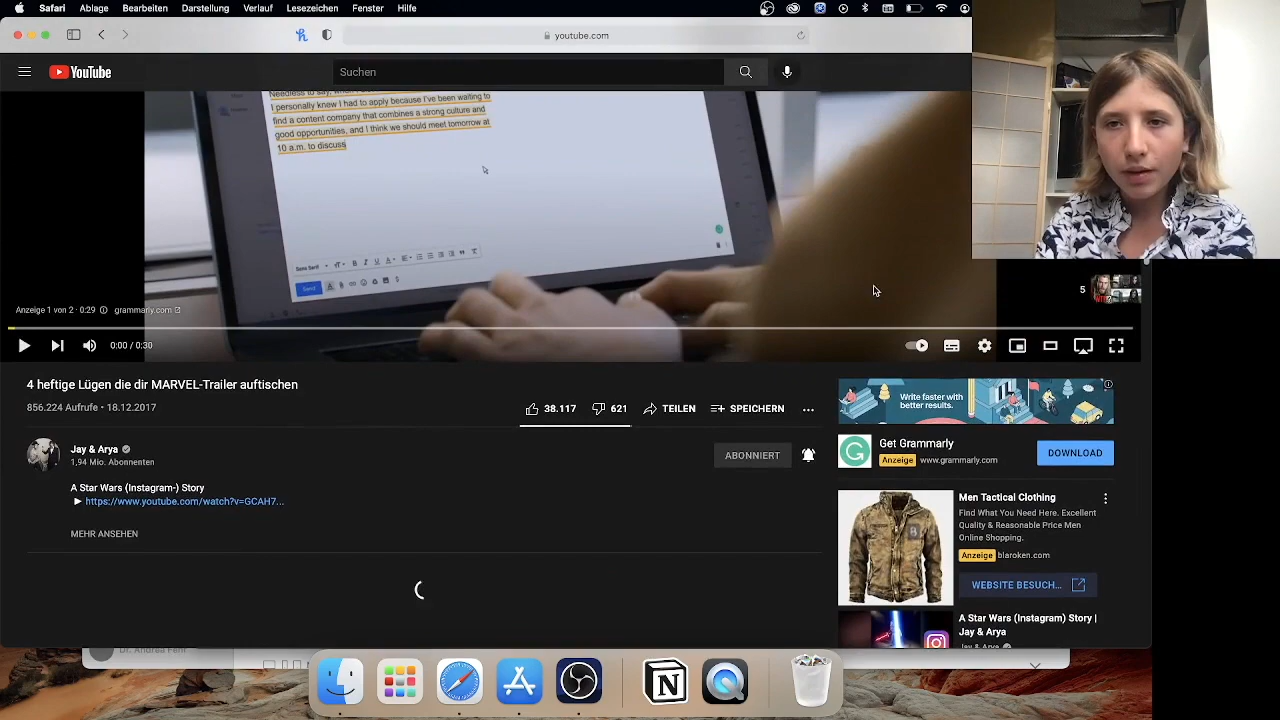 Safari Ablage Bearbeiten Darstellung Verlauf Lesezeichen Fenster Hilfe
youtube.com
YouTube
Suchen
I personally knew I had to apply because I've been waiting to
find a content company that combines a strong culture and
good opportunities, and I think we should meet tomorrow at
10 a.m. to discuss
Sans Serif
Send
5
Anzeige 1 von 2 · 0:29 grammarly.com
0:00 / 0:30
4 heftige Lügen die dir MARVEL-Trailer auftischen
856.224 Aufrufe • 18.12.2017
38.117 621 TEILEN SPEICHERN
Jay & Arya
1,94 Mio. Abonnenten
ABONNIERT
A Star Wars (Instagram-) Story
► https://www.youtube.com/watch?v=GCAH7...
MEHR ANSEHEN
Write faster with
better results.
Get Grammarly
Anzeige www.grammarly.com
DOWNLOAD
Men Tactical Clothing
Find What You Need Here. Excellent
Quality & Reasonable Price Men
Online Shopping.
Anzeige blaroken.com
WEBSITE BESUCH...
A Star Wars (Instagram) Story |
Jay & Arya